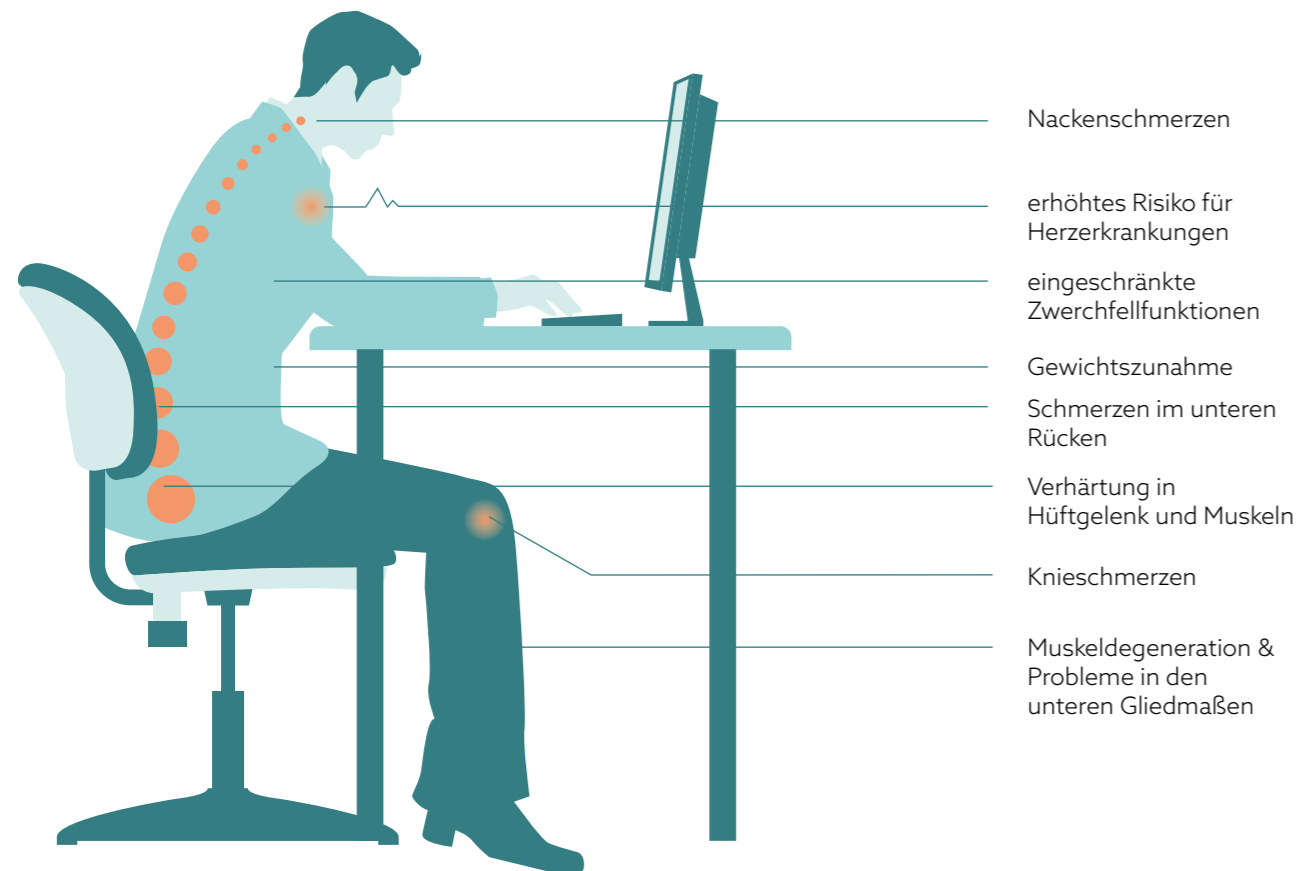 Nackenschmerzen
erhöhtes Risiko für
Herzerkrankungen
eingeschränkte
Zwerchfellfunktionen
Gewichtszunahme
Schmerzen im unteren
Rücken
Verhärtung in
Hüftgelenk und Muskeln
Knieschmerzen
Muskeldegeneration &
Probleme in den
unteren Gliedmaßen